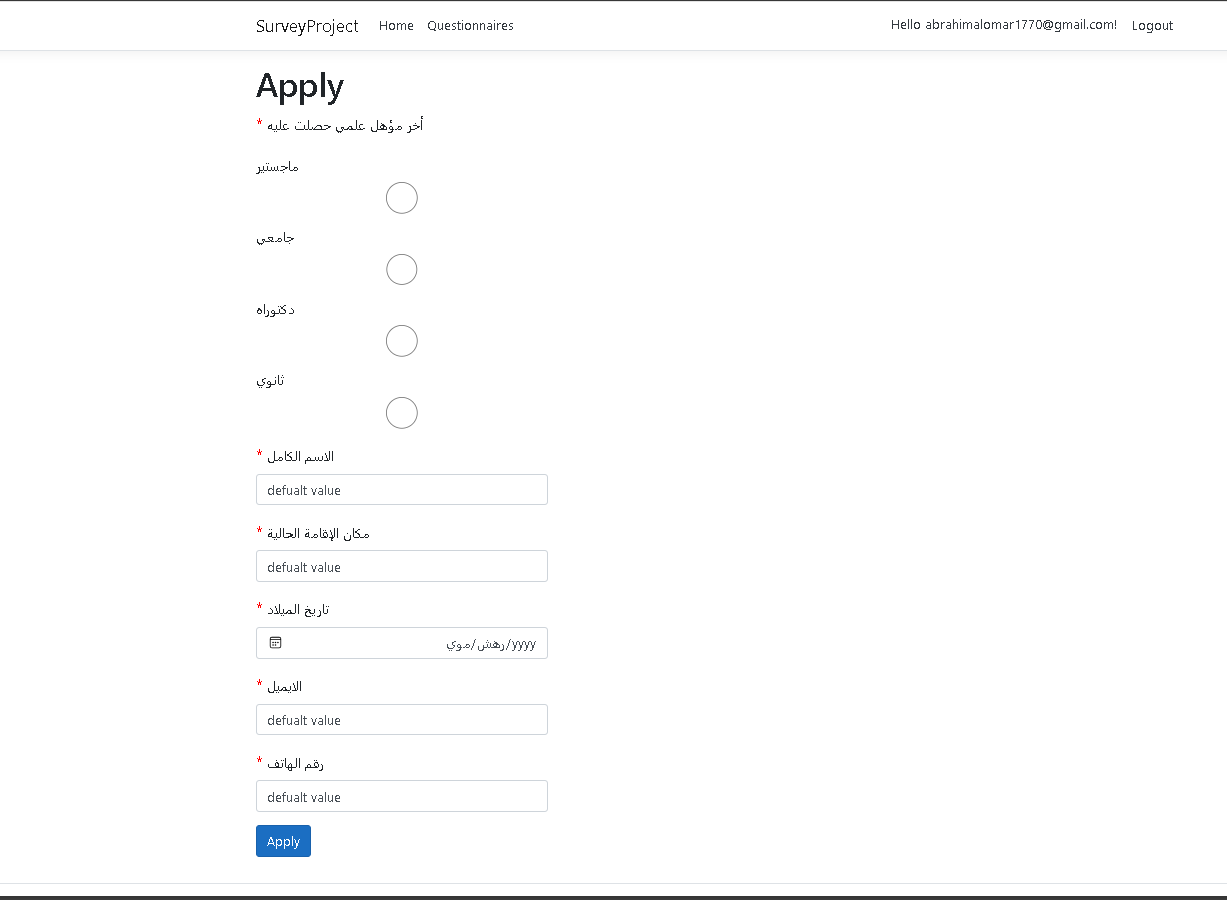 SurveyProject Home Questionnaires Hello abrahimalomar1770@gmail.com! Logout
Apply
أخر مؤهل علمي حصلت عليه *
ماجستير
جامعي
دكتوراه
ثانوي
الاسم الكامل *
defualt value
مكان الإقامة الحالية *
defualt value
تاريخ الميلاد *
yyyy/رهش/موي
الايميل *
defualt value
رقم الهاتف *
defualt value
Apply